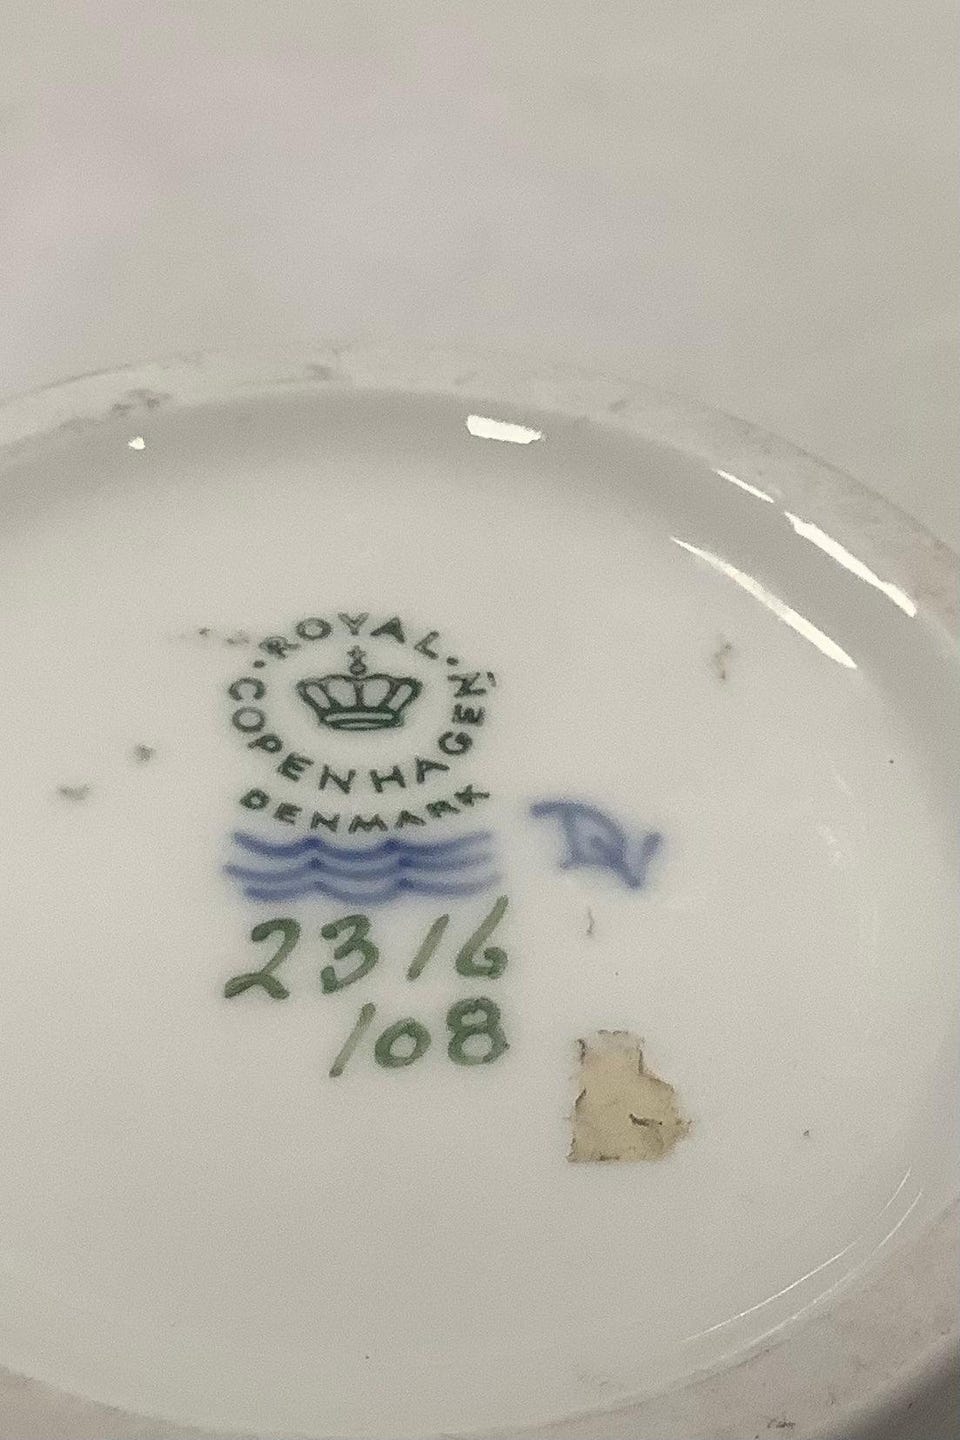 ROYAL
COPENHAGEN
DENMARK
2316
108